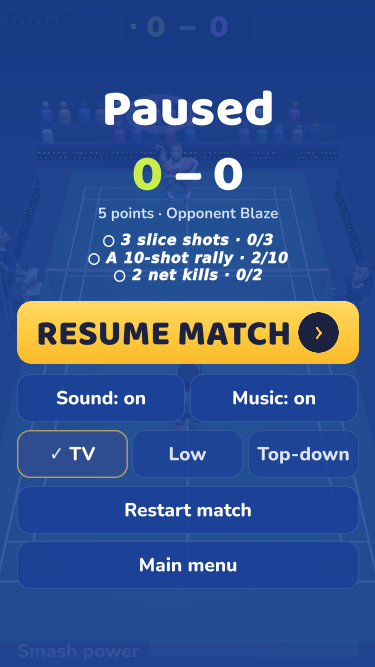 · 0 – 0
Paused
0 – 0
5 points · Opponent Blaze
3 slice shots · 0/3
A 10-shot rally · 2/10
2 net kills · 0/2
RESUME MATCH ›
Sound: on
Music: on
✓ TV
Low
Top-down
Restart match
Main menu
Smash power